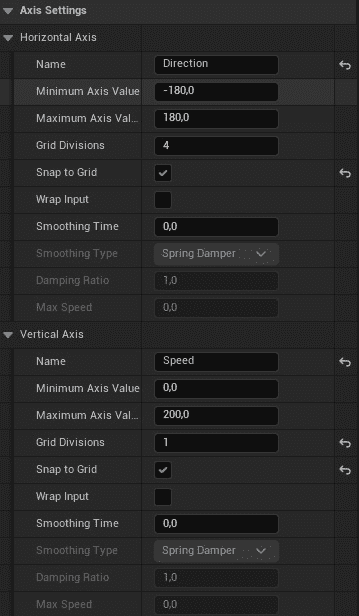 Axis Settings
Horizontal Axis
Name Direction
Minimum Axis Value -180,0
Maximum Axis Val... 180,0
Grid Divisions 4
Snap to Grid
Wrap Input
Smoothing Time 0,0
Smoothing Type Spring Damper
Damping Ratio 1,0
Max Speed 0,0
Vertical Axis
Name Speed
Minimum Axis Value 0,0
Maximum Axis Val... 200,0
Grid Divisions 1
Snap to Grid
Wrap Input
Smoothing Time 0,0
Smoothing Type Spring Damper
Damping Ratio 1,0
Max Speed 0,0